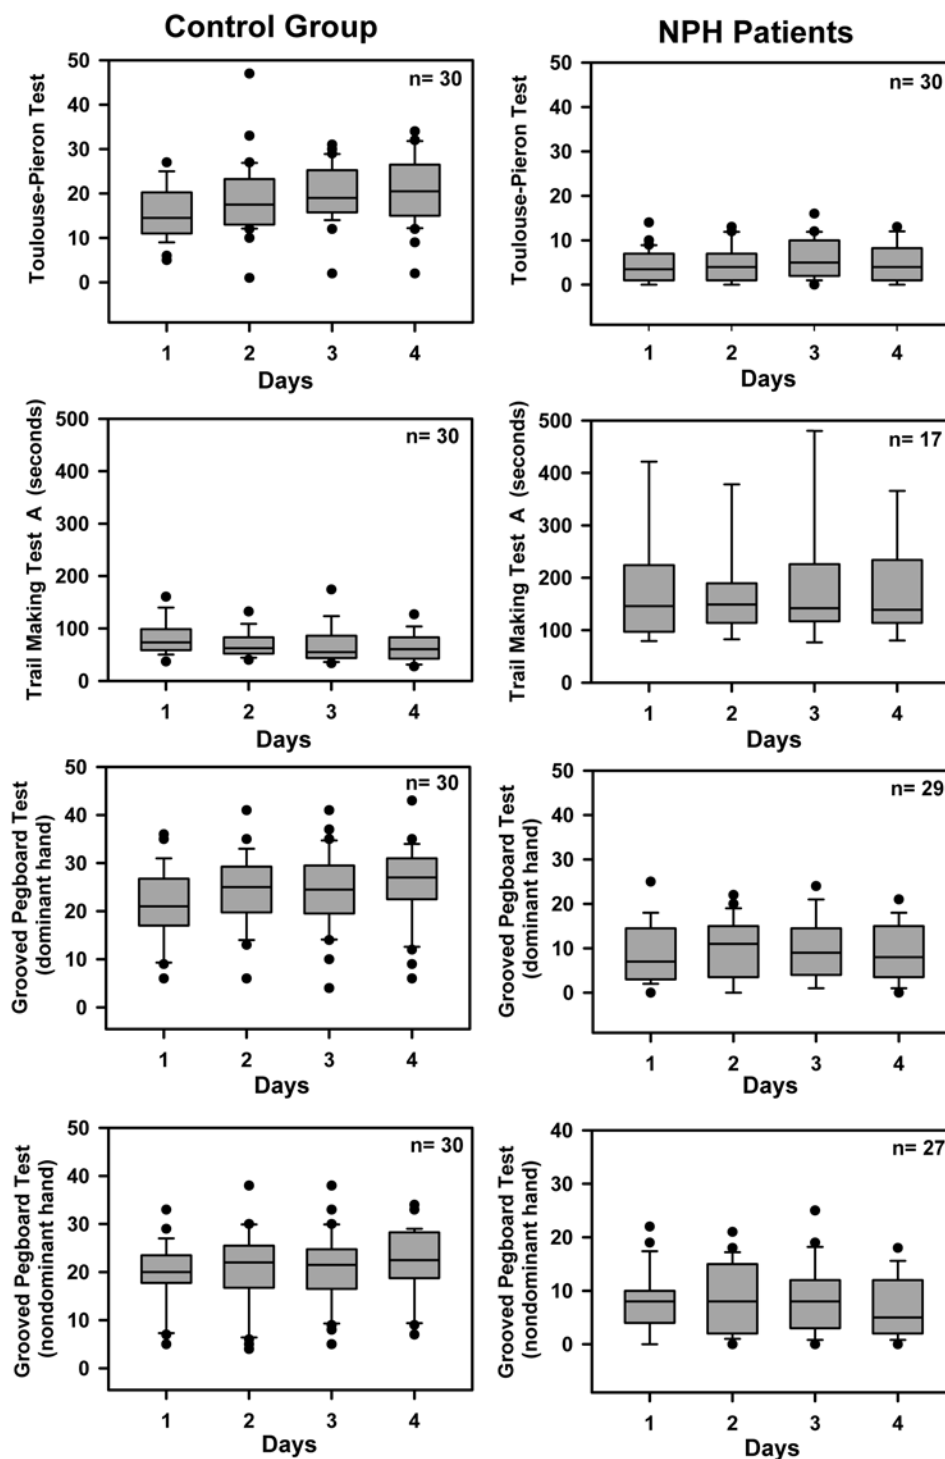 Control Group
NPH Patients
Toulouse-Pieron Test
50
40
30
20
10
0
n= 30
1 2 3 4
Days
Toulouse-Pieron Test
50
40
30
20
10
0
n= 30
1 2 3 4
Days
Trail Making Test A (seconds)
500
400
300
200
100
0
n= 30
1 2 3 4
Days
Trail Making Test A (seconds)
500
400
300
200
100
0
n= 17
1 2 3 4
Days
Grooved Pegboard Test
(dominant hand)
50
40
30
20
10
0
n= 30
1 2 3 4
Days
Grooved Pegboard Test
(dominant hand)
50
40
30
20
10
0
n= 29
1 2 3 4
Days
Grooved Pegboard Test
(nondominant hand)
50
40
30
20
10
0
n= 30
1 2 3 4
Days
Grooved Pegboard Test
(nondominant hand)
40
30
20
10
0
n= 27
1 2 3 4
Days